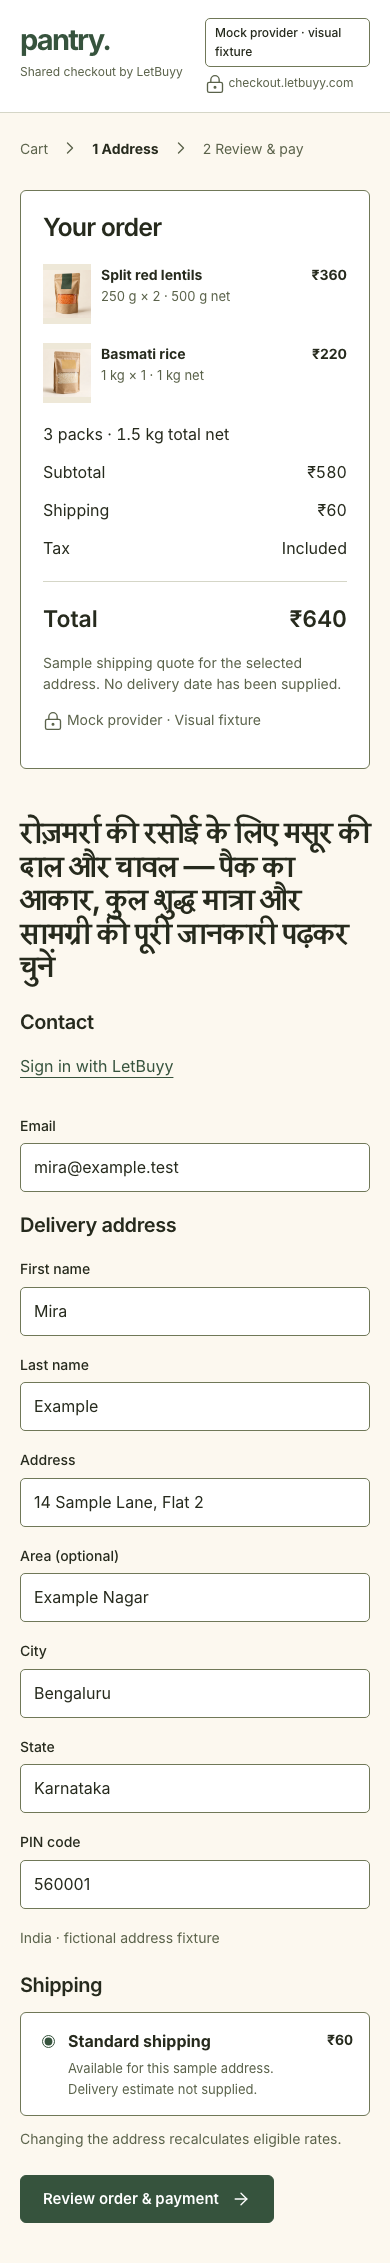 pantry.
Shared checkout by LetBuyy
Mock provider · visual
fixture
checkout.letbuyy.com
Cart > 1 Address > 2 Review & pay
Your order
Split red lentils ₹360
250 g × 2 · 500 g net
Basmati rice ₹220
1 kg × 1 · 1 kg net
3 packs · 1.5 kg total net
Subtotal ₹580
Shipping ₹60
Tax Included
Total ₹640
Sample shipping quote for the selected
address. No delivery date has been supplied.
Mock provider · Visual fixture
रोज़मर्रा की रसोई के लिए मसूर की
दाल और चावल — पैक का
आकार, कुल शुद्ध मात्रा और
सामग्री की पूरी जानकारी पढ़कर
चुनें
Contact
Sign in with LetBuyy
Email
mira@example.test
Delivery address
First name
Mira
Last name
Example
Address
14 Sample Lane, Flat 2
Area (optional)
Example Nagar
City
Bengaluru
State
Karnataka
PIN code
560001
India · fictional address fixture
Shipping
Standard shipping ₹60
Available for this sample address.
Delivery estimate not supplied.
Changing the address recalculates eligible rates.
Review order & payment →